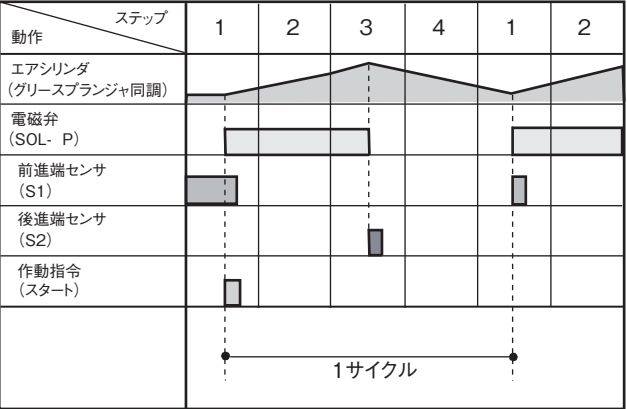 ステップ
動作
1 2 3 4 1 2
エアシリンダ
(グリースプランジャ同調)
電磁弁
(SOL- P)
前進端センサ
(S1)
後進端センサ
(S2)
作動指令
(スタート)
1サイクル